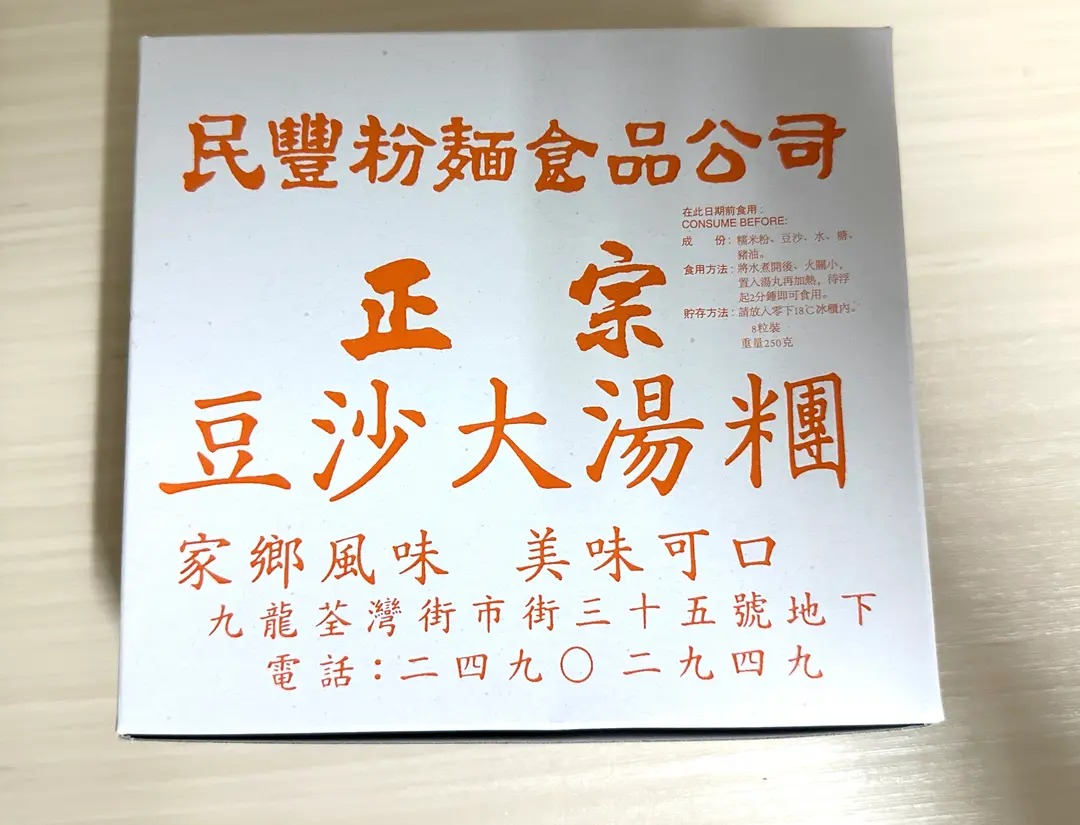 民豐粉麵食品公司
在此日期前食用:
CONSUME BEFORE:
成　份: 糯米粉、豆沙、水、糖、
豬油。
食用方法: 將水煮開後、火關小,
置入湯丸再加熱, 待浮
起2分鍾即可食用。
貯存方法: 請放入零下18℃冰櫃內。
8粒裝
重量250克
正宗
豆沙大湯糰
家鄉風味　美味可口
九龍荃灣街市街三十五號地下
電話:二四九〇 二九四九